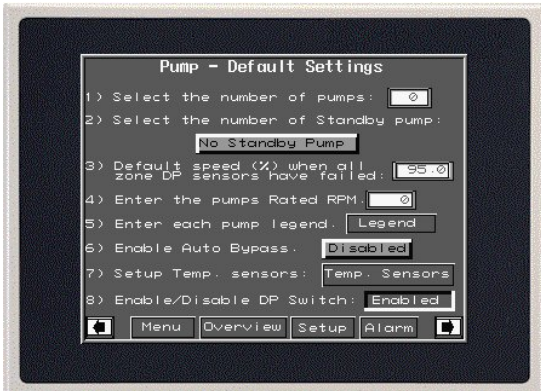 Pump - Default Settings
1) Select the number of pumps: 0
2) Select the number of Standby pump:
No Standby Pump
3) Default speed (%) when all
zone DP sensors have failed: 95.0
4) Enter the pumps Rated RPM. 0
5) Enter each pump legend. Legend
6) Enable Auto Bypass. Disabled
7) Setup Temp. sensors: Temp. Sensors
8) Enable/Disable DP Switch: Enabled
Menu Overview Setup Alarm